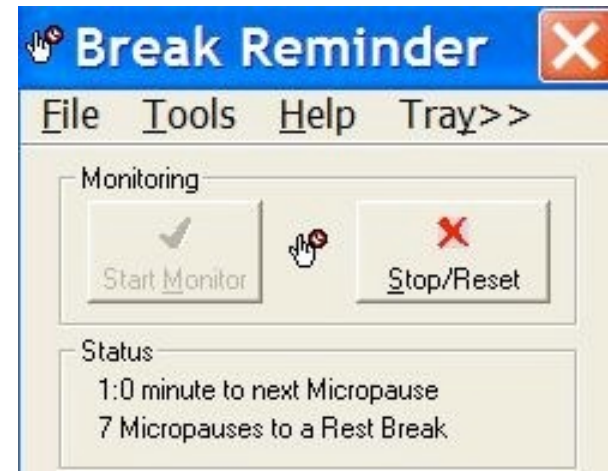 Break Reminder
File Tools Help Tray>>
Monitoring
Start Monitor Stop/Reset
Status
1:0 minute to next Micropause
7 Micropauses to a Rest Break